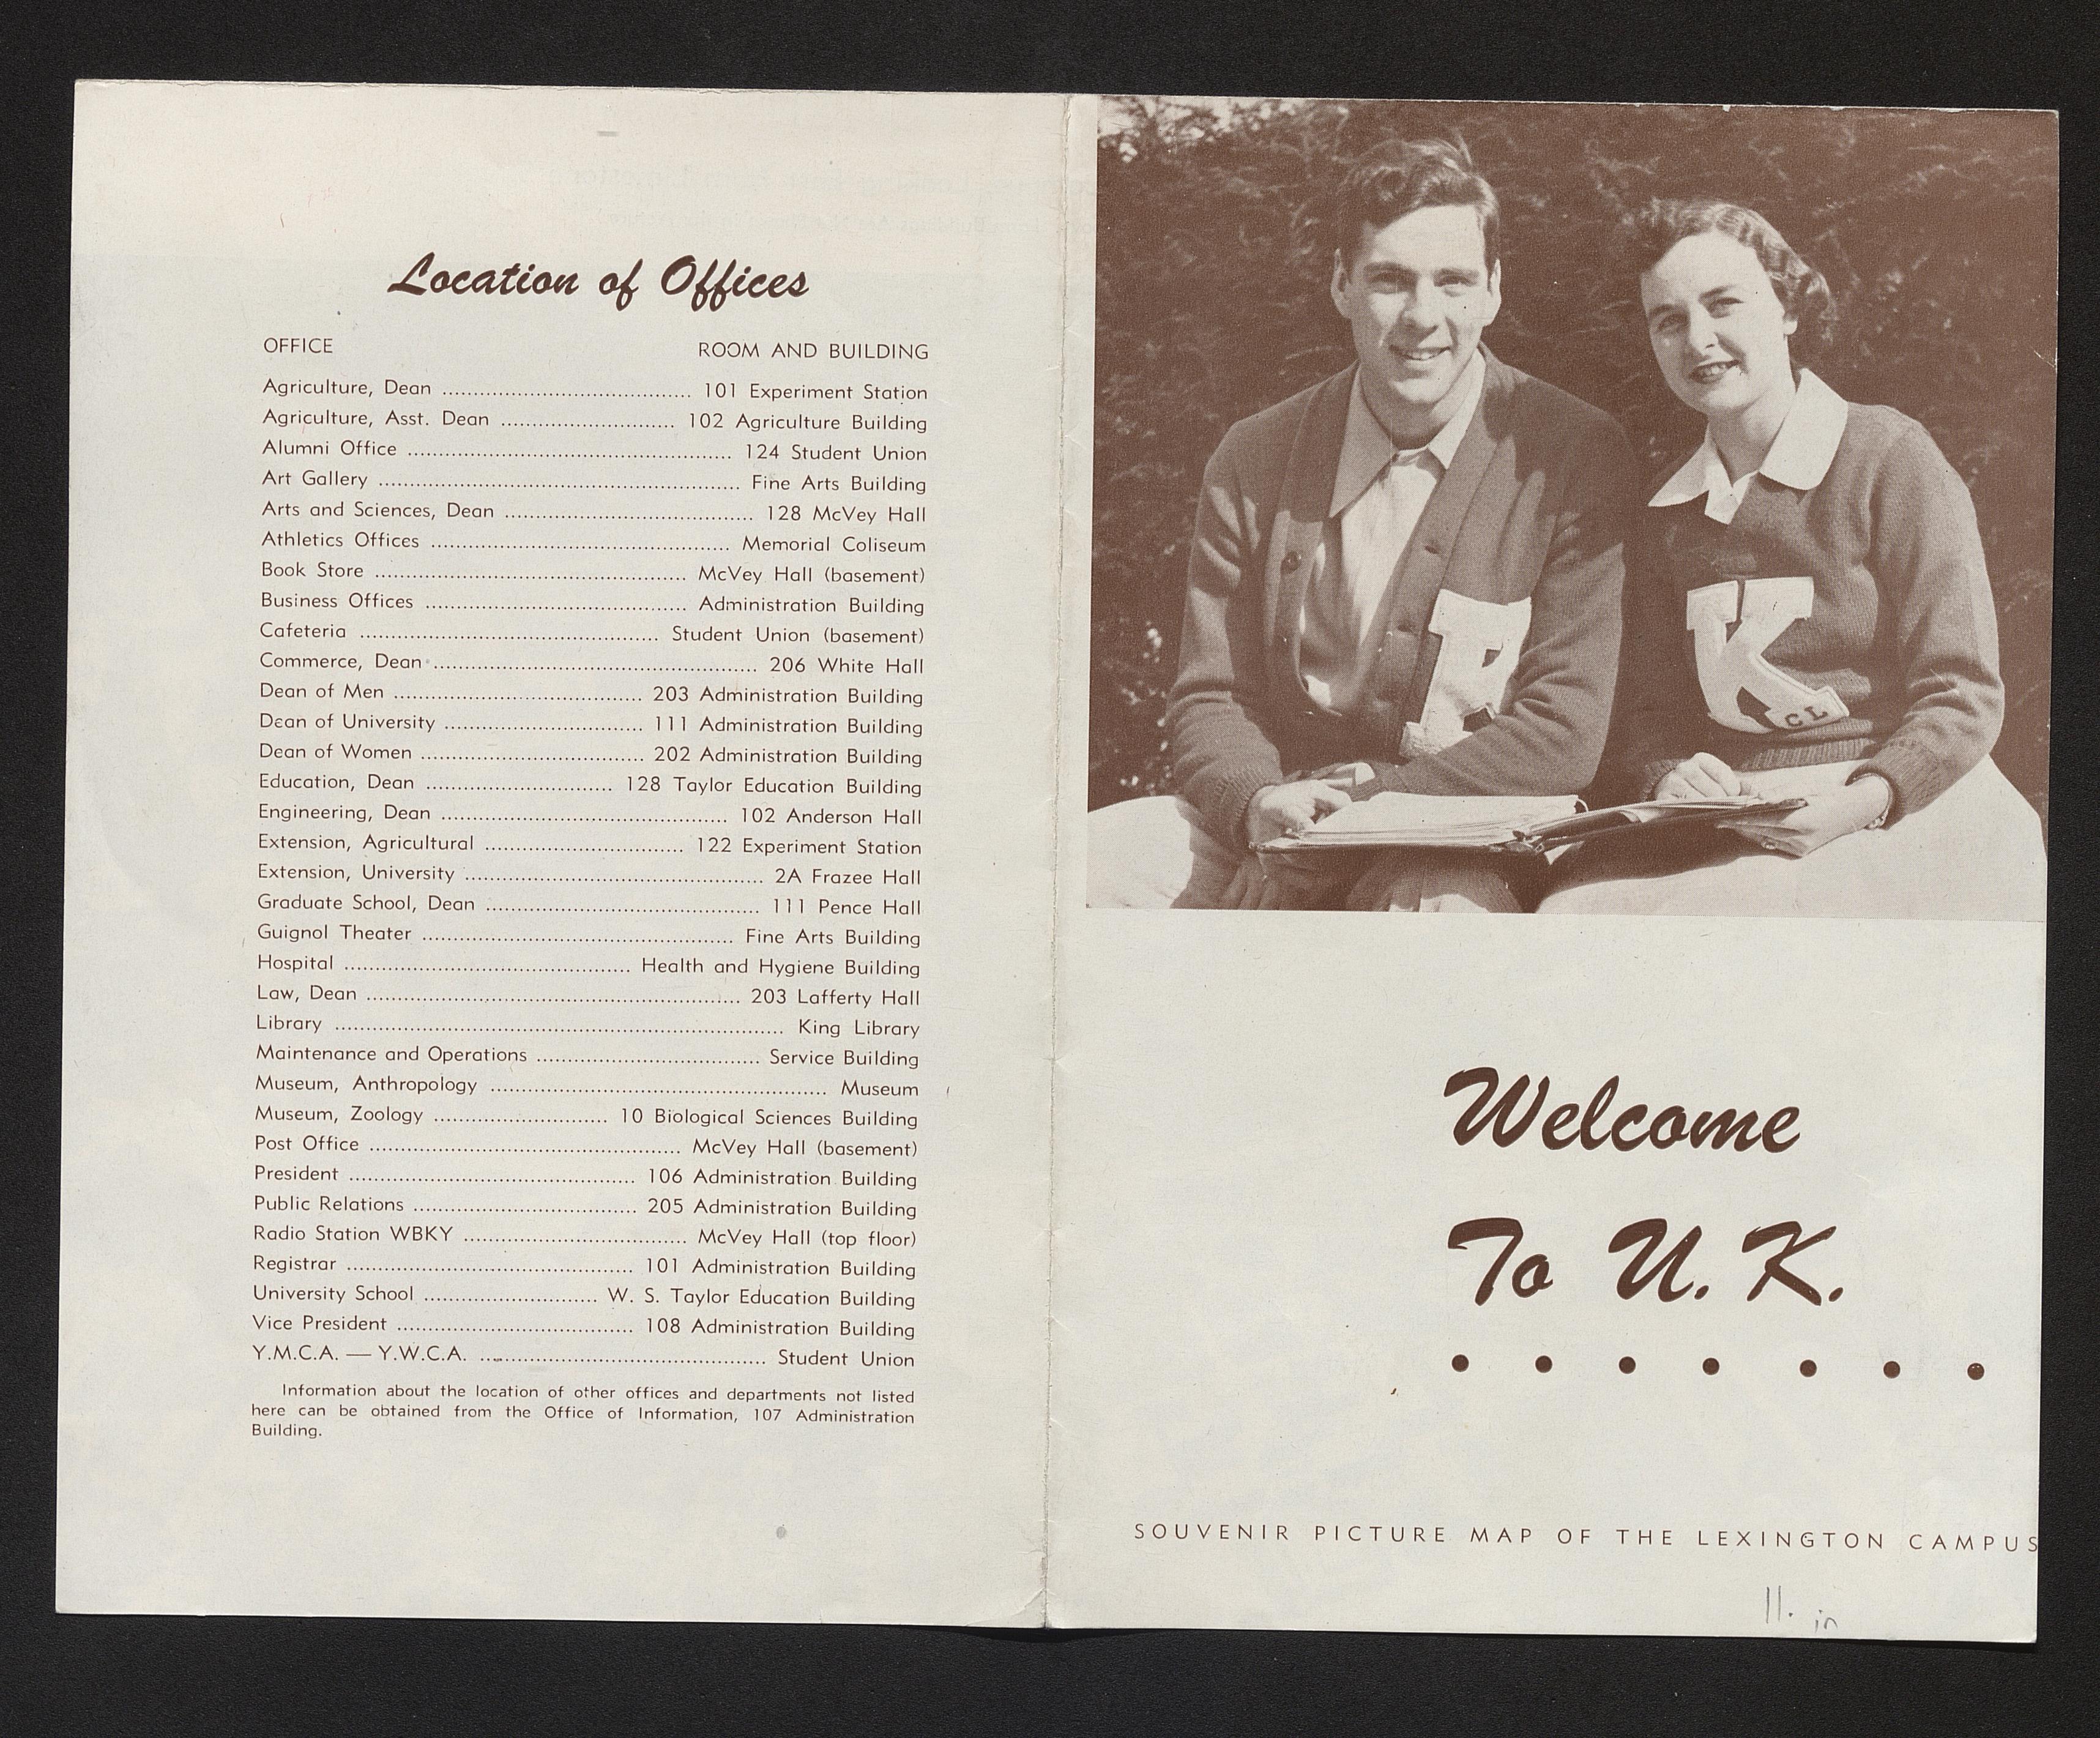 Location of Offices
OFFICE ROOM AND BUILDING
Agriculture, Dean ........................................ 101 Experiment Station
Agriculture, Asst. Dean ............................ 102 Agriculture Building
Alumni Office .................................................... 124 Student Union
Art Gallery .......................................................... Fine Arts Building
Arts and Sciences, Dean ........................................ 128 McVey Hall
Athletics Offices ................................................ Memorial Coliseum
Book Store .................................................. McVey Hall (basement)
Business Offices .......................................... Administration Building
Cafeteria ................................................ Student Union (basement)
Commerce, Dean .................................................... 206 White Hall
Dean of Men ........................................ 203 Administration Building
Dean of University ................................ 111 Administration Building
Dean of Women .................................... 202 Administration Building
Education, Dean .............................. 128 Taylor Education Building
Engineering, Dean .............................................. 102 Anderson Hall
Extension, Agricultural ................................ 122 Experiment Station
Extension, University ................................................ 2A Frazee Hall
Graduate School, Dean ............................................ 111 Pence Hall
Guignol Theater .................................................. Fine Arts Building
Hospital .............................................. Health and Hygiene Building
Law, Dean ............................................................ 203 Lafferty Hall
Library ........................................................................ King Library
Maintenance and Operations .................................... Service Building
Museum, Anthropology ...................................................... Museum
Museum, Zoology ............................ 10 Biological Sciences Building
Post Office .................................................. McVey Hall (basement)
President .............................................. 106 Administration Building
Public Relations .................................... 205 Administration Building
Radio Station WBKY .................................... McVey Hall (top floor)
Registrar .............................................. 101 Administration Building
University School ............................ W. S. Taylor Education Building
Vice President ...................................... 108 Administration Building
Y.M.C.A. — Y.W.C.A. .............................................. Student Union
Information about the location of other offices and departments not listed
here can be obtained from the Office of Information, 107 Administration
Building.
K
CL
Welcome
To U. K.
SOUVENIR PICTURE MAP OF THE LEXINGTON CAMPUS
11. in